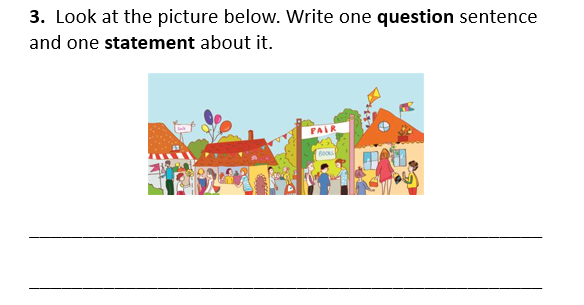 3. Look at the picture below. Write one question sentence
and one statement about it.
FAIR